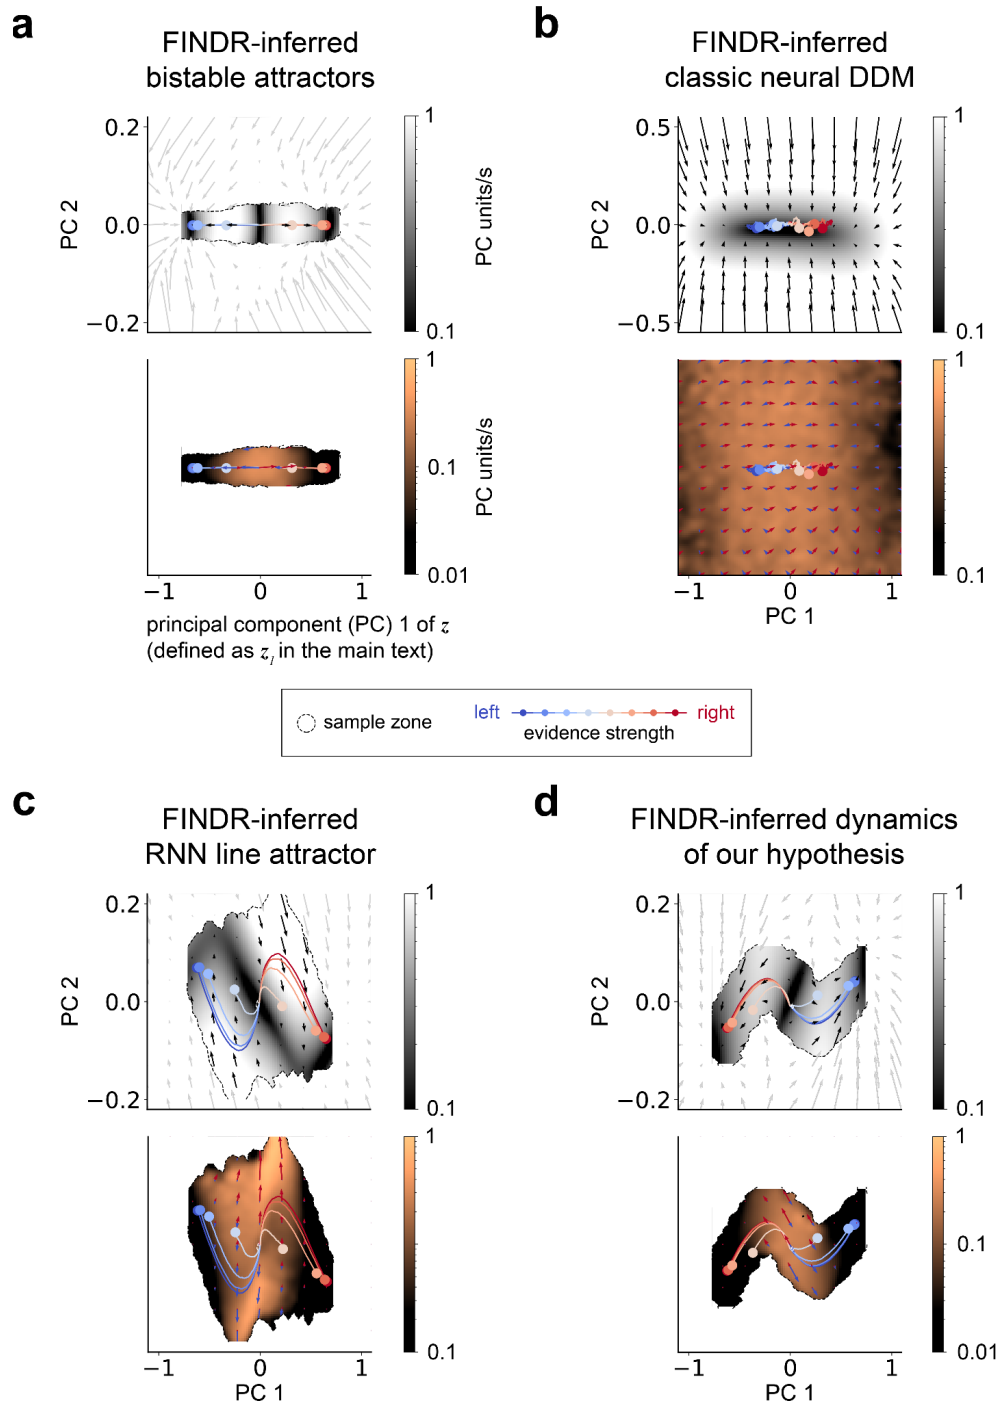 a
FINDR-inferred
bistable attractors
0.2
0.0
−0.2
PC 2
1
0.1
PC units/s
1
0.1
0.01
PC units/s
−1 0 1
principal component (PC) 1 of z
(defined as z1 in the main text)
b
FINDR-inferred
classic neural DDM
0.5
0.0
−0.5
PC 2
1
0.1
1
0.1
−1 0 1
PC 1
sample zone
left right
evidence strength
c
FINDR-inferred
RNN line attractor
0.2
0.0
−0.2
PC 2
1
0.1
1
0.1
−1 0 1
PC 1
d
FINDR-inferred dynamics
of our hypothesis
0.2
0.0
−0.2
PC 2
1
0.1
1
0.1
0.01
−1 0 1
PC 1